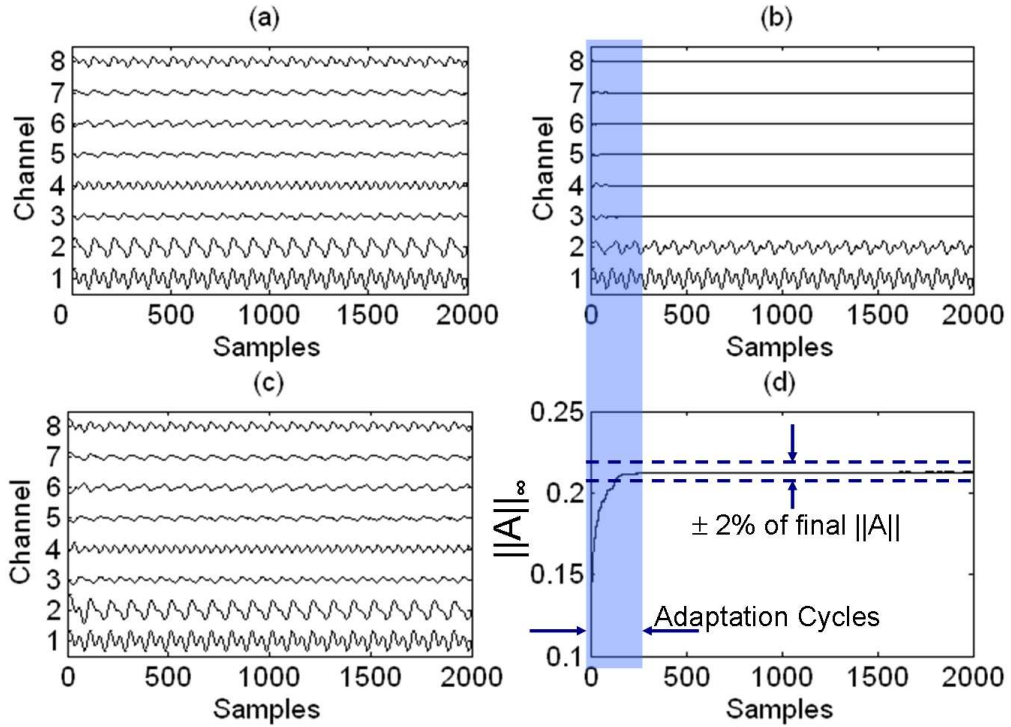 (a)
8
7
6
5
4
3
2
1
Channel
0 500 1000 1500 2000
Samples
(b)
8
7
6
5
4
3
2
1
Channel
0 500 1000 1500 2000
Samples
(c)
8
7
6
5
4
3
2
1
Channel
0 500 1000 1500 2000
Samples
(d)
0.25
0.2
0.15
0.1
||A||∞
± 2% of final ||A||
Adaptation Cycles
0 500 1000 1500 2000
Samples